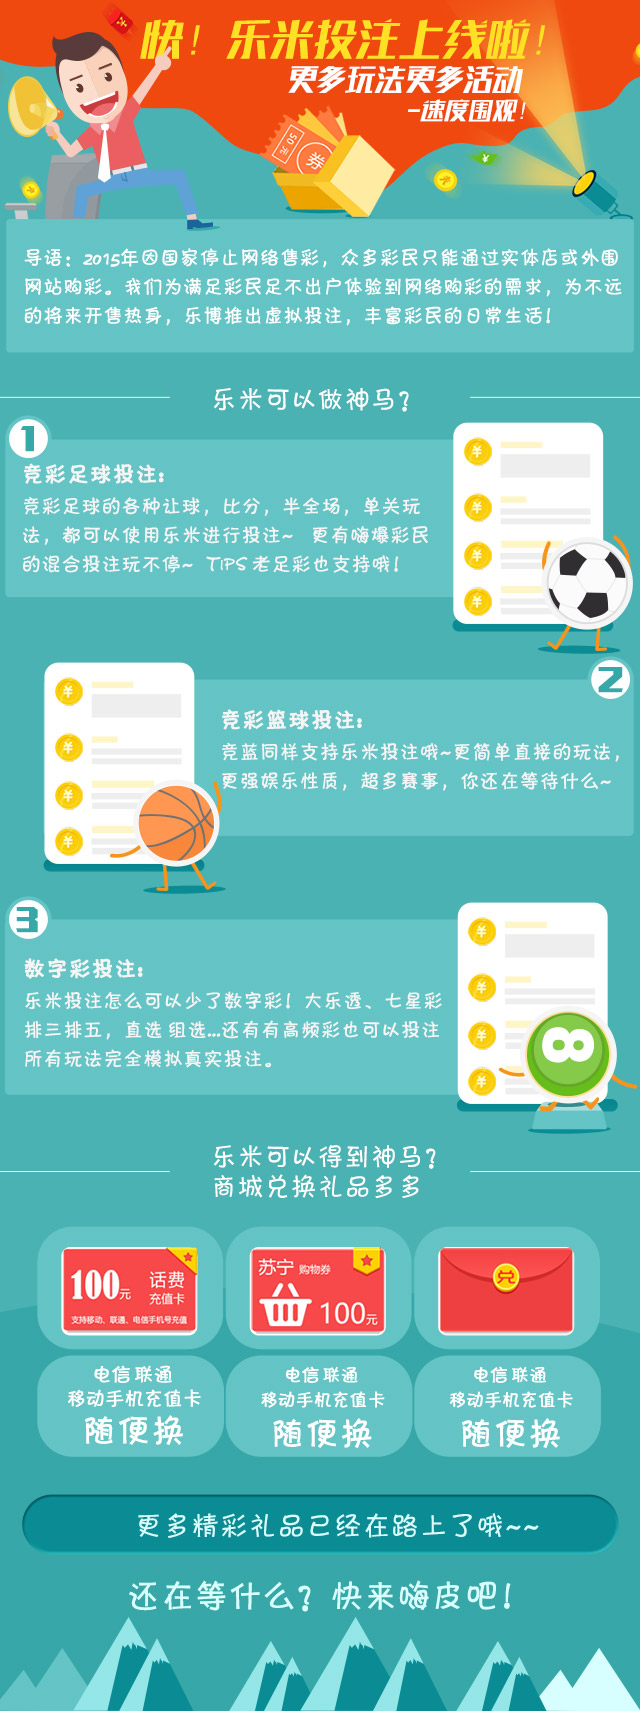 快！乐米投注上线啦！
更多玩法更多活动
-速度围观！
50元
券
导语：2015年因国家停止网络售彩，众多彩民只能通过实体店或外围
网站购彩。我们为满足彩民足不出户体验到网络购彩的需求，为不远
的将来开售热身，乐博推出虚拟投注，丰富彩民的日常生活！
乐米可以做神马？
1
竞彩足球投注：
竞彩足球的各种让球，比分，半全场，单关玩
法，都可以使用乐米进行投注~ 更有嗨爆彩民
的混合投注玩不停~ TIPS 老足彩也支持哦！
¥
¥
¥
¥
2
竞彩篮球投注：
竞蓝同样支持乐米投注哦~更简单直接的玩法，
更强娱乐性质，超多赛事，你还在等待什么~
¥
¥
¥
¥
3
数字彩投注：
乐米投注怎么可以少了数字彩！大乐透、七星彩
排三排五，直选 组选...还有有高频彩也可以投注
所有玩法完全模拟真实投注。
¥
¥
¥
¥
8
乐米可以得到神马？
商城兑换礼品多多
100元 话费
充值卡
支持移动、联通、电信手机号充值
苏宁 购物券
100元
兑
电信联通
移动手机充值卡
随便换
电信联通
移动手机充值卡
随便换
电信联通
移动手机充值卡
随便换
更多精彩礼品已经在路上了哦~~
还在等什么？快来嗨皮吧！